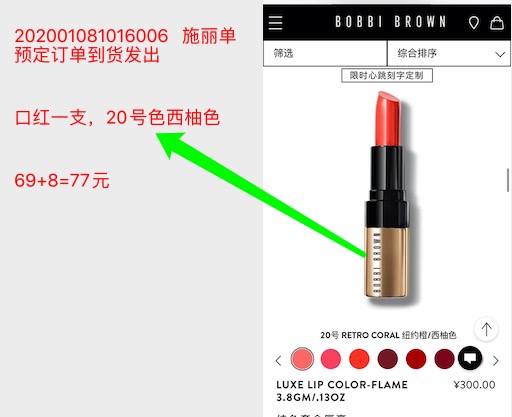 202001081016006 施丽单
预定订单到货发出
口红一支，20号色西柚色
69+8=77元
BOBBI BROWN
筛选
综合排序
限时心跳刻字定制
BOBBI BROWN
20号 RETRO CORAL 纽约橙/西柚色
LUXE LIP COLOR-FLAME
3.8GM/.13OZ
¥300.00